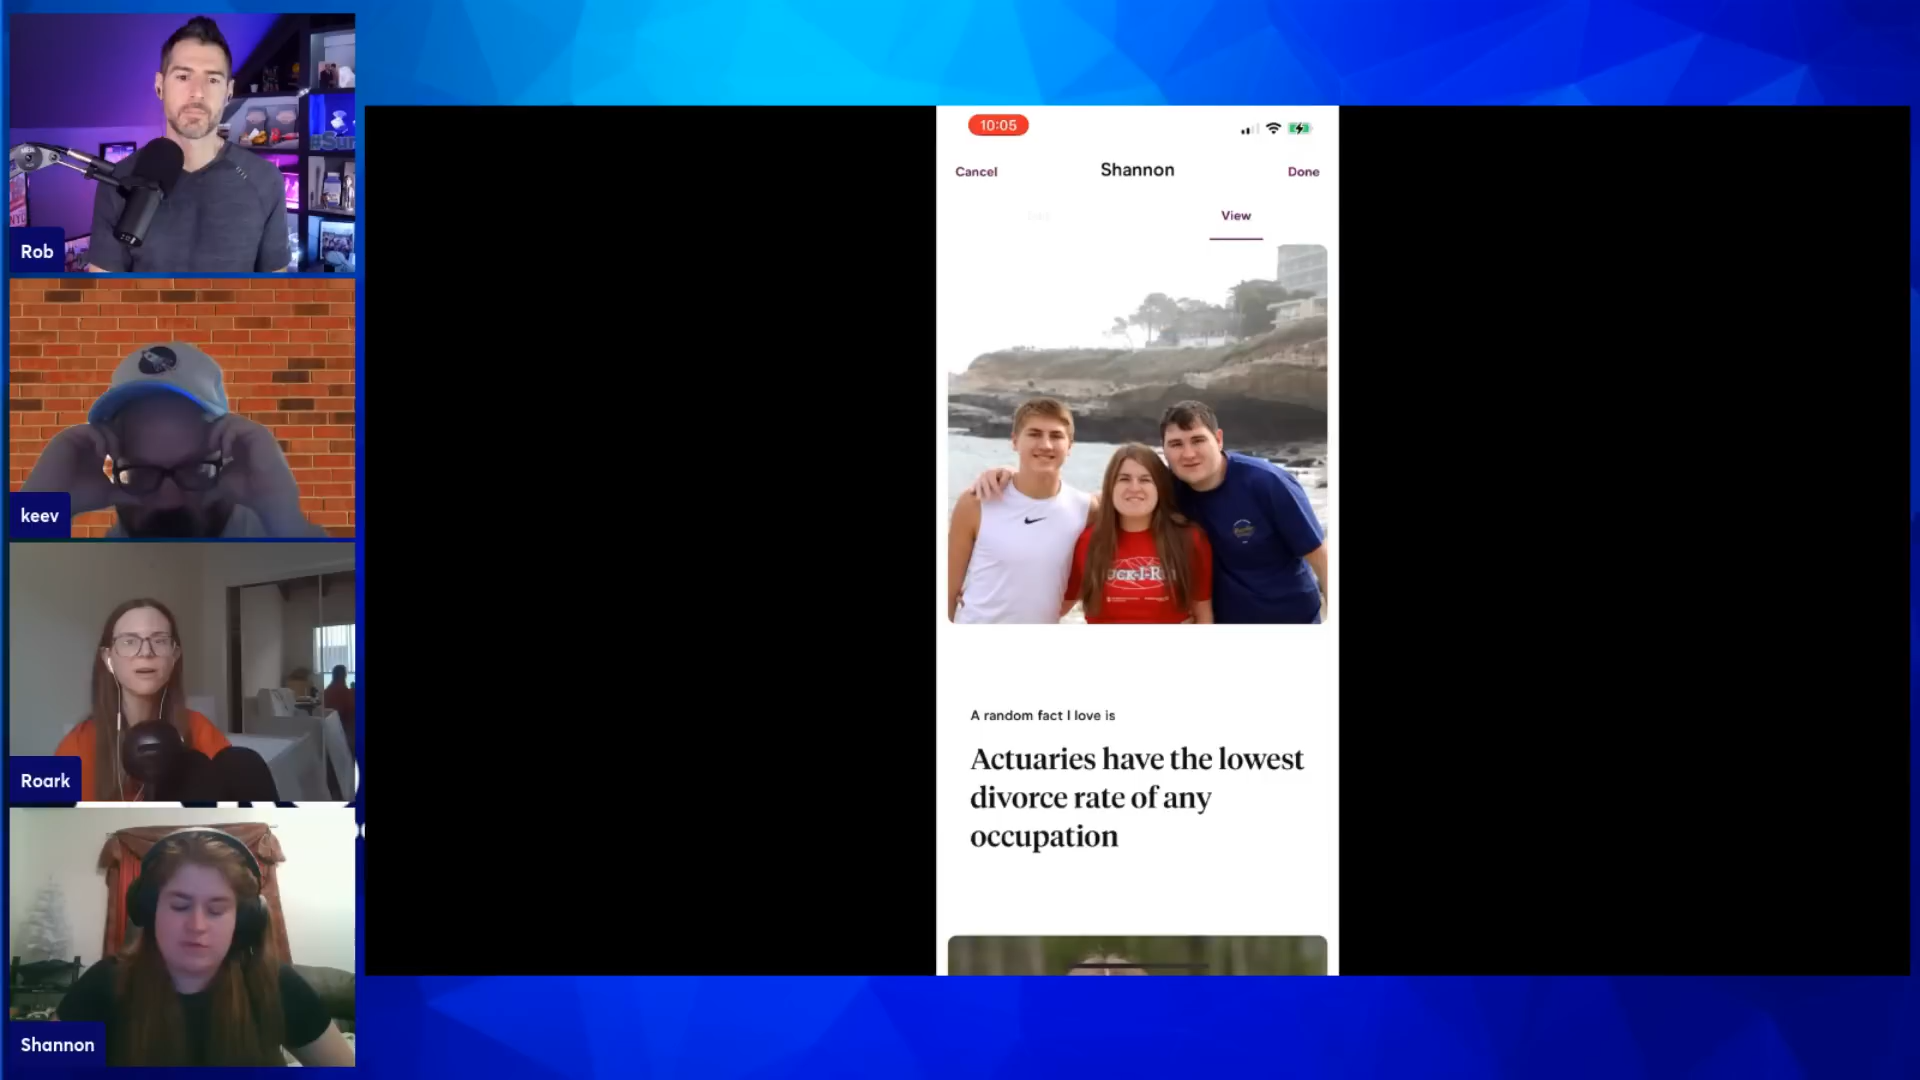 Rob
keev
Roark
Shannon
10:05
Cancel
Shannon
Done
View
A random fact I love is
Actuaries have the lowest
divorce rate of any
occupation